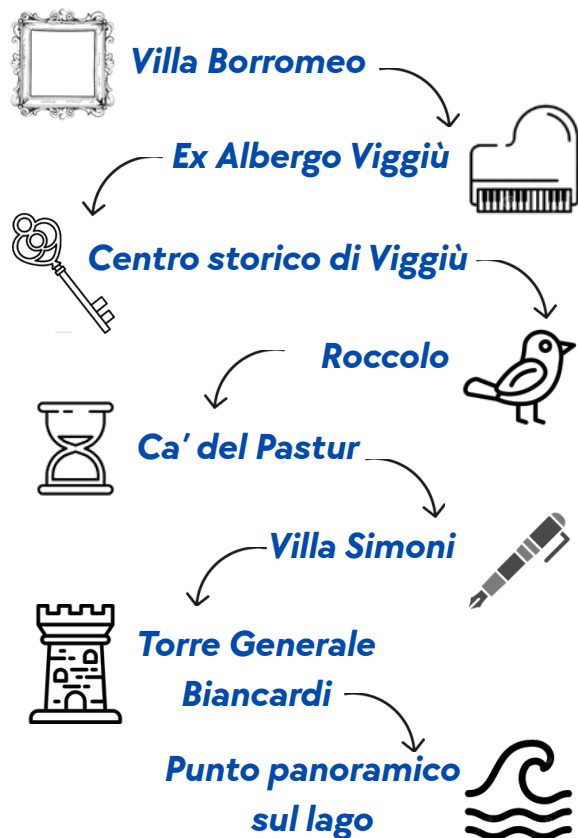 Villa Borromeo
Ex Albergo Viggiù
Centro storico di Viggiù
Roccolo
Ca' del Pastur
Villa Simoni
Torre Generale
Biancardi
Punto panoramico
sul lago